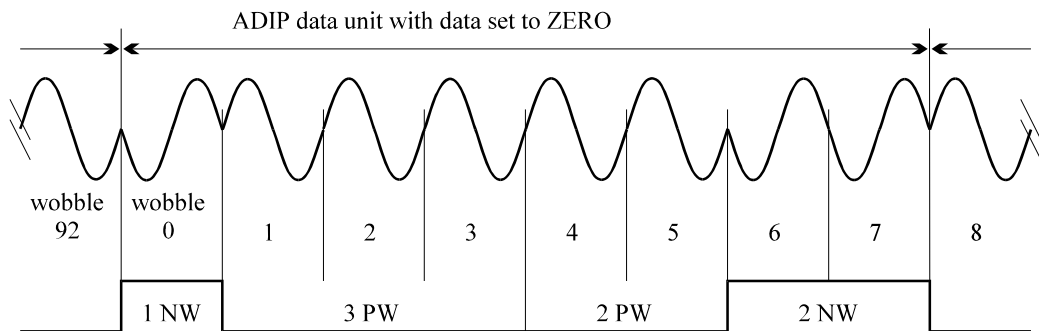 ADIP data unit with data set to ZERO
wobble 92
wobble 0
1 2 3 4 5 6 7 8
1 NW 3 PW 2 PW 2 NW